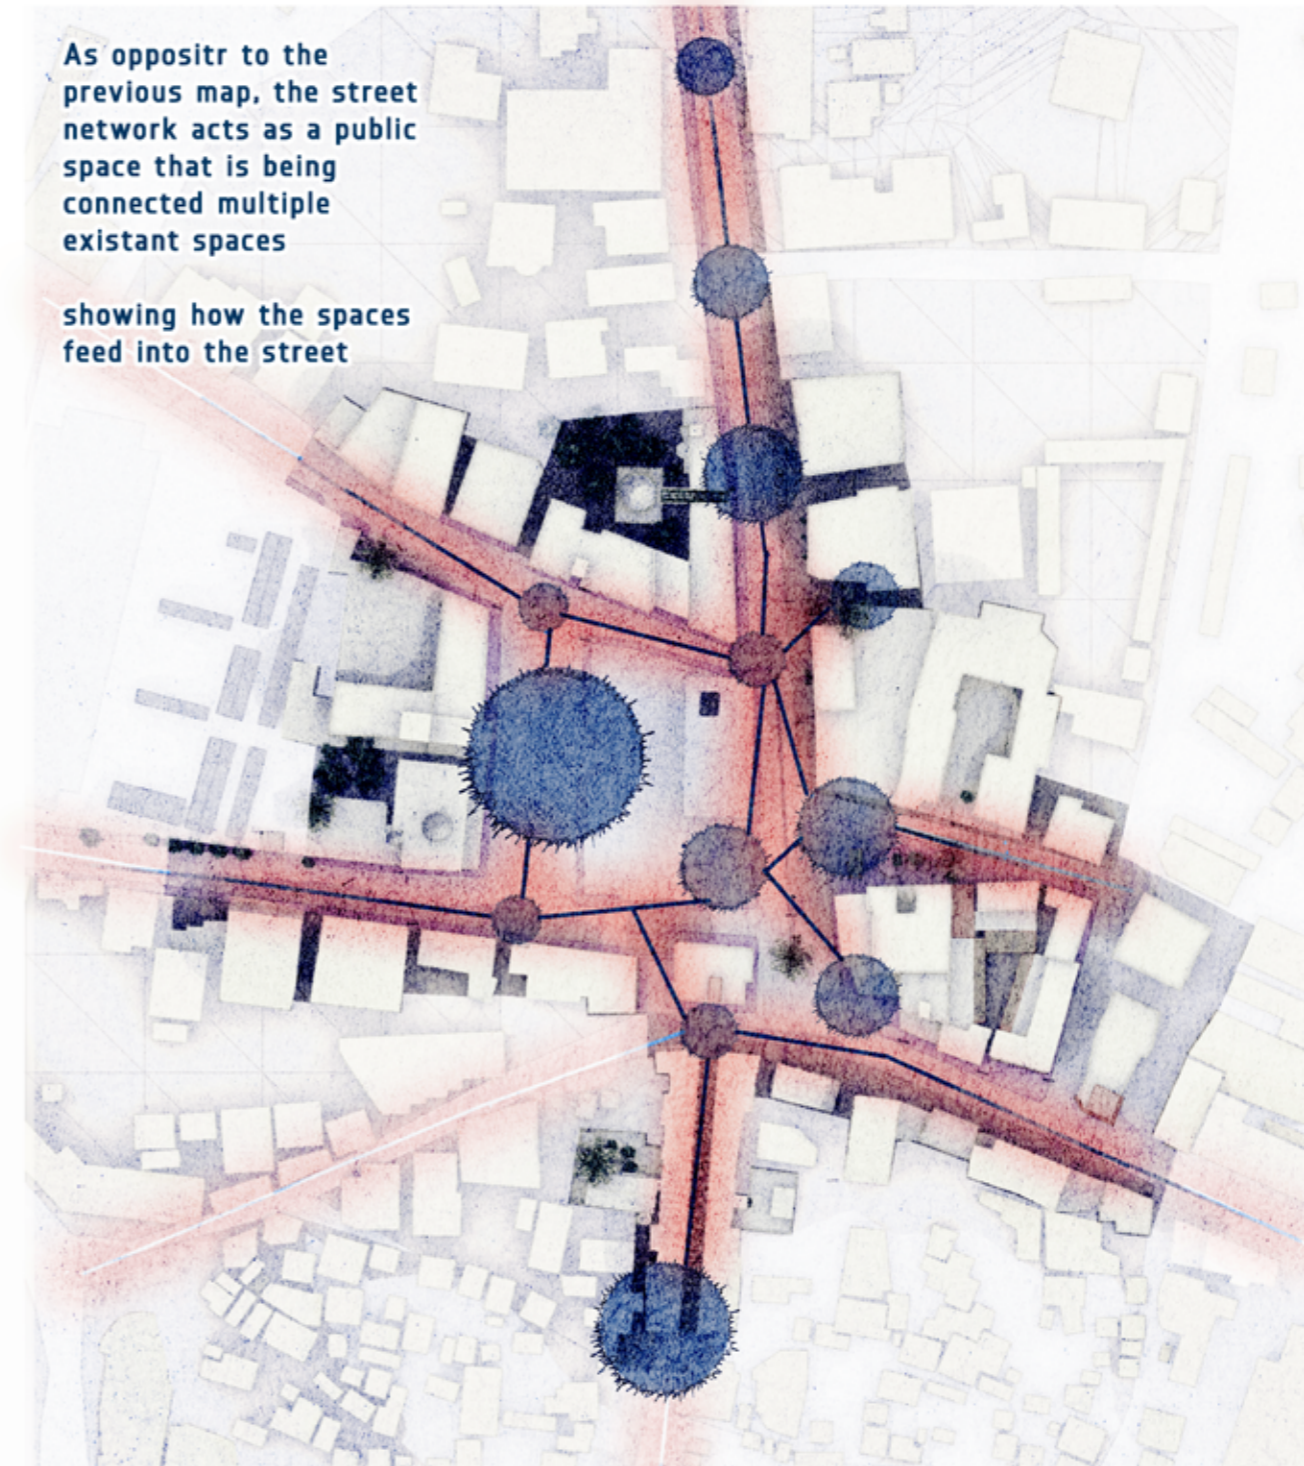 As oppositr to the
previous map, the street
network acts as a public
space that is being
connected multiple
existant spaces
showing how the spaces
feed into the street